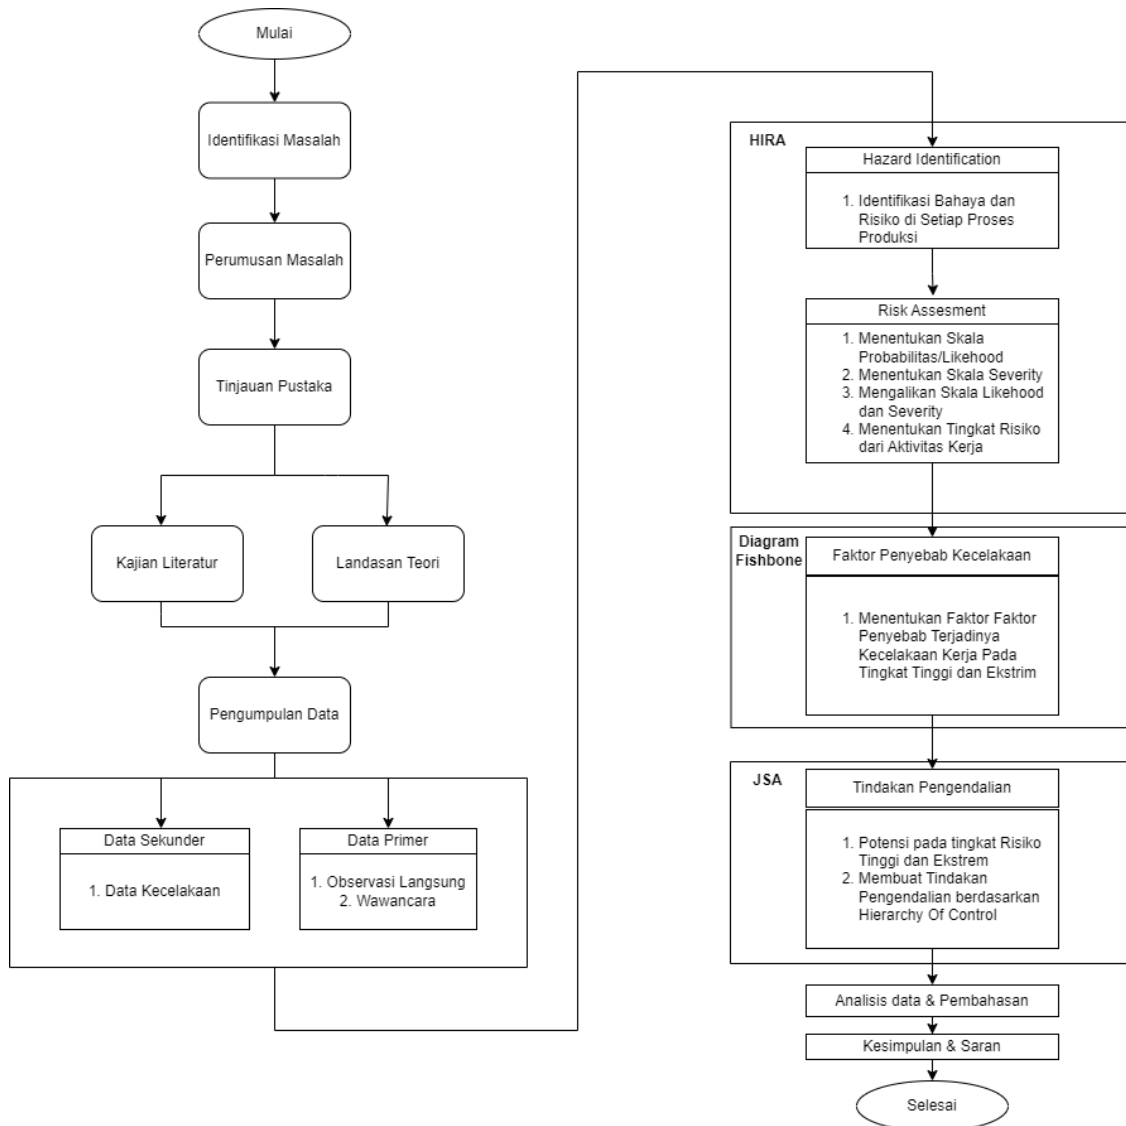 Mulai
Identifikasi Masalah
Perumusan Masalah
Tinjauan Pustaka
Kajian Literatur
Landasan Teori
Pengumpulan Data
Data Sekunder
1. Data Kecelakaan
Data Primer
1. Observasi Langsung
2. Wawancara
HIRA
Hazard Identification
1. Identifikasi Bahaya dan
Risiko di Setiap Proses
Produksi
Risk Assesment
1. Menentukan Skala
Probabilitas/Likehood
2. Menentukan Skala Severity
3. Mengalikan Skala Likehood
dan Severity
4. Menentukan Tingkat Risiko
dari Aktivitas Kerja
Diagram
Fishbone
Faktor Penyebab Kecelakaan
1. Menentukan Faktor Faktor
Penyebab Terjadinya
Kecelakaan Kerja Pada
Tingkat Tinggi dan Ekstrim
JSA
Tindakan Pengendalian
1. Potensi pada tingkat Risiko
Tinggi dan Ekstrem
2. Membuat Tindakan
Pengendalian berdasarkan
Hierarchy Of Control
Analisis data & Pembahasan
Kesimpulan & Saran
Selesai